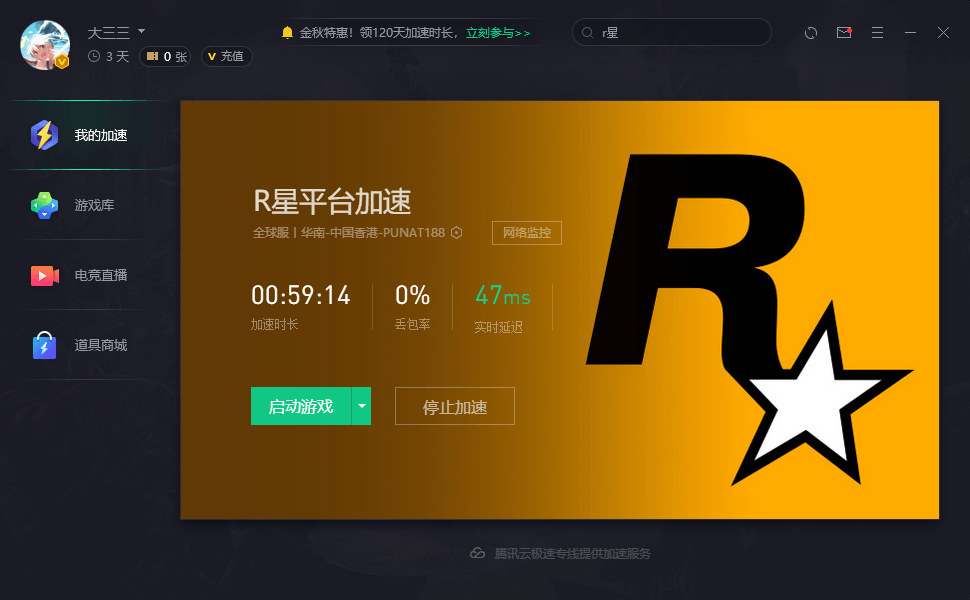 大三三
3 天 0 张 充值
金秋特惠！领120天加速时长，立刻参与>>
r星
我的加速
游戏库
电竞直播
道具商城
R星平台加速
全球服丨华南-中国香港-PUNAT188
网络监控
00:59:14 0% 47ms
加速时长 丢包率 实时延迟
启动游戏 停止加速
R
腾讯云极速专线提供加速服务